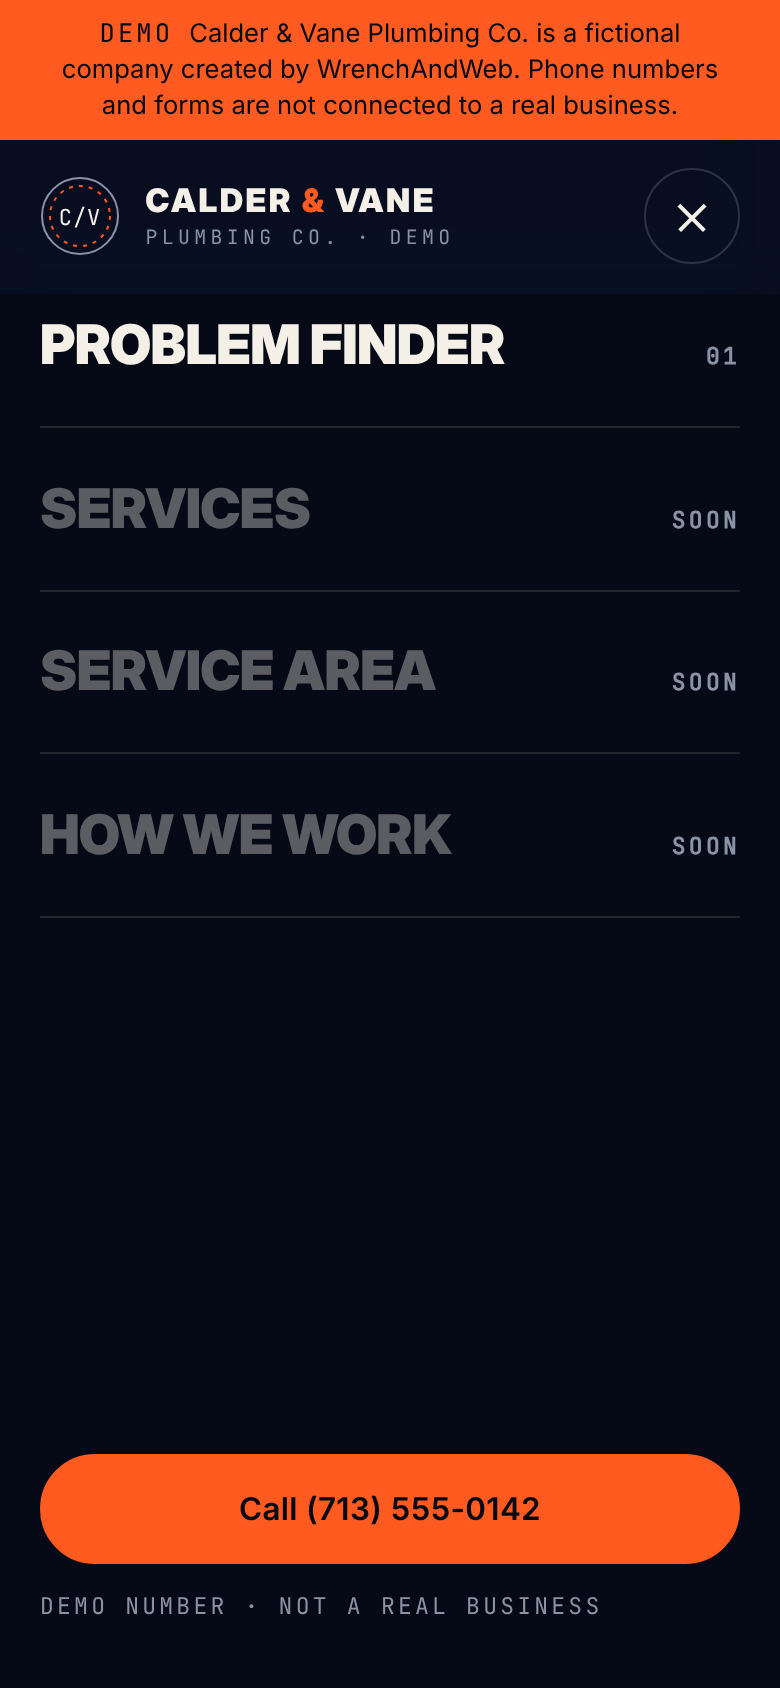 DEMO Calder & Vane Plumbing Co. is a fictional
company created by WrenchAndWeb. Phone numbers
and forms are not connected to a real business.
C/V
CALDER & VANE
PLUMBING CO. · DEMO
PROBLEM FINDER 01
SERVICES SOON
SERVICE AREA SOON
HOW WE WORK SOON
Call (713) 555-0142
DEMO NUMBER · NOT A REAL BUSINESS